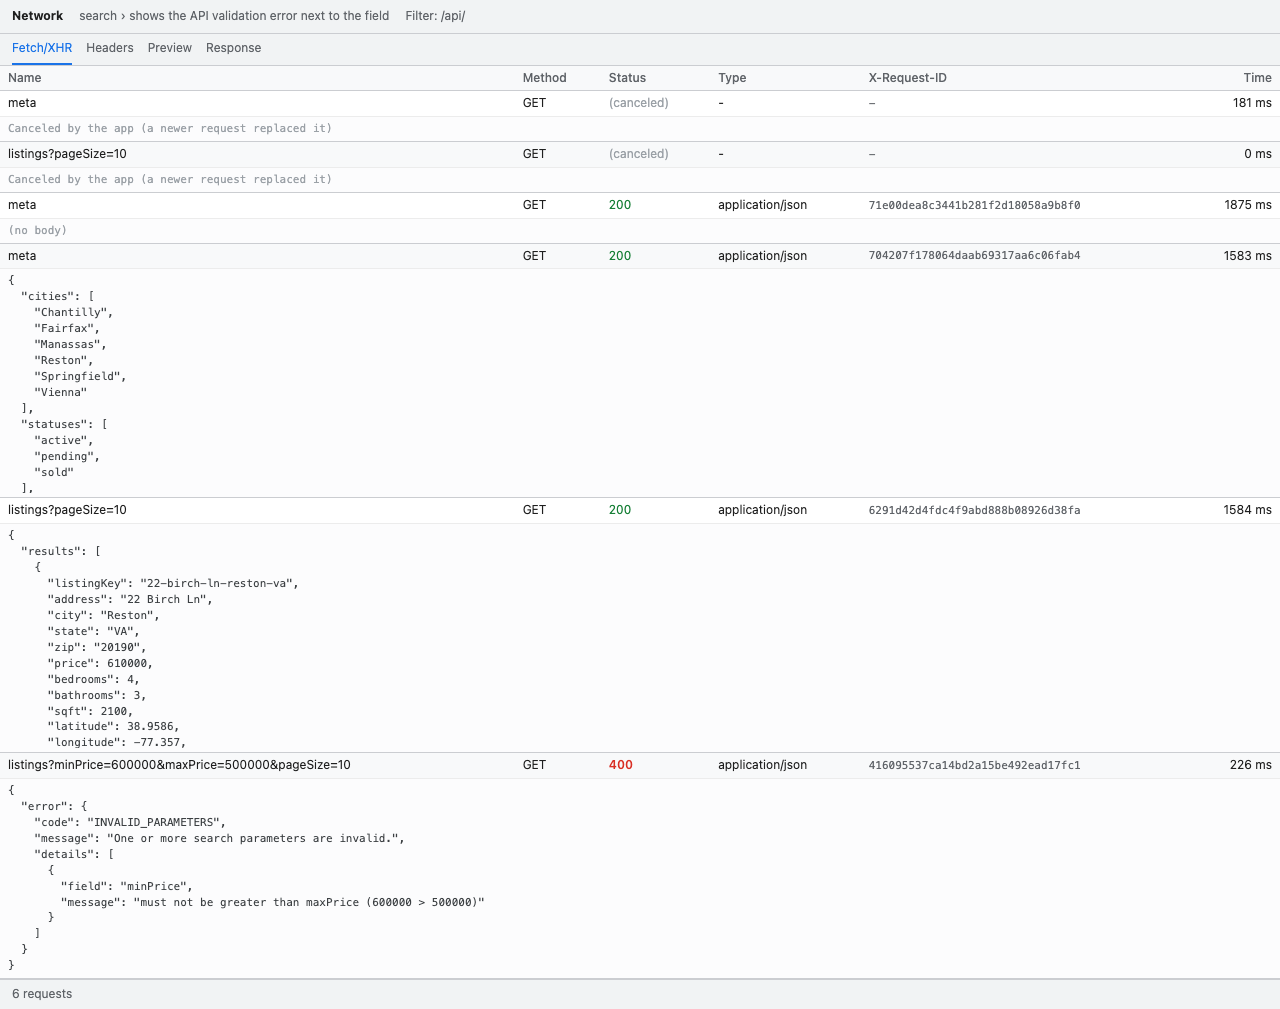 Network search › shows the API validation error next to the field Filter: /api/
Fetch/XHR Headers Preview Response
Name Method Status Type X-Request-ID Time
meta GET (canceled) - – 181 ms
Canceled by the app (a newer request replaced it)
listings?pageSize=10 GET (canceled) - – 0 ms
Canceled by the app (a newer request replaced it)
meta GET 200 application/json 71e00dea8c3441b281f2d18058a9b8f0 1875 ms
(no body)
meta GET 200 application/json 704207f178064daab69317aa6c06fab4 1583 ms
{
"cities": [
"Chantilly",
"Fairfax",
"Manassas",
"Reston",
"Springfield",
"Vienna"
],
"statuses": [
"active",
"pending",
"sold"
],
listings?pageSize=10 GET 200 application/json 6291d42d4fdc4f9abd888b08926d38fa 1584 ms
{
"results": [
{
"listingKey": "22-birch-ln-reston-va",
"address": "22 Birch Ln",
"city": "Reston",
"state": "VA",
"zip": "20190",
"price": 610000,
"bedrooms": 4,
"bathrooms": 3,
"sqft": 2100,
"latitude": 38.9586,
"longitude": -77.357,
listings?minPrice=600000&maxPrice=500000&pageSize=10 GET 400 application/json 416095537ca14bd2a15be492ead17fc1 226 ms
{
"error": {
"code": "INVALID_PARAMETERS",
"message": "One or more search parameters are invalid.",
"details": [
{
"field": "minPrice",
"message": "must not be greater than maxPrice (600000 > 500000)"
}
]
}
}
6 requests